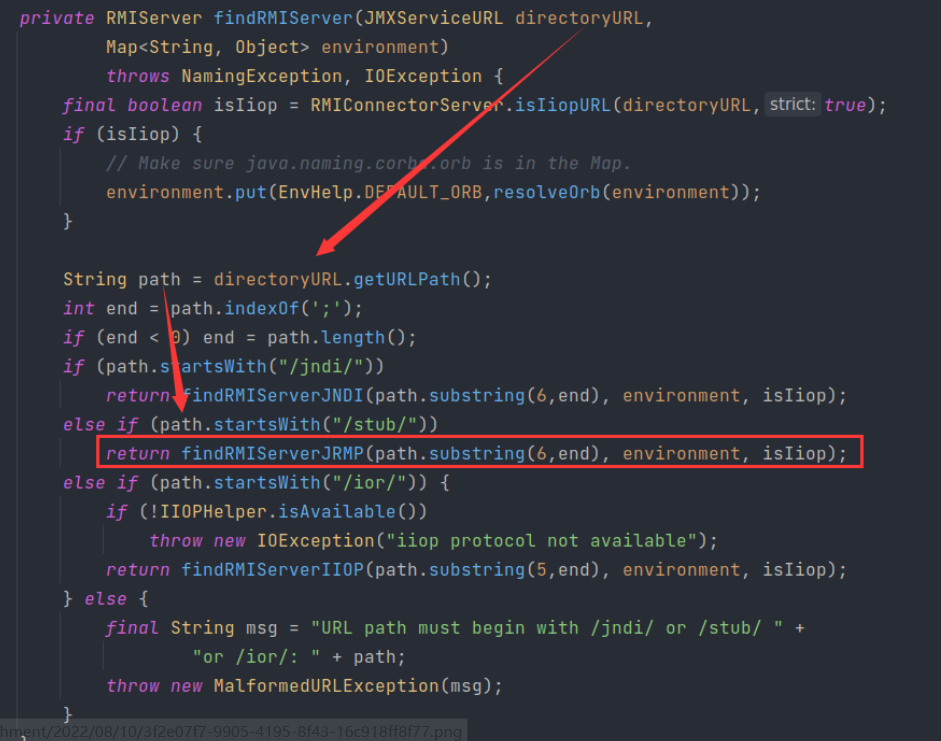 private RMIServer findRMIServer(JMXServiceURL directoryURL,
Map<String, Object> environment)
throws NamingException, IOException {
final boolean isIiop = RMIConnectorServer.isIiopURL(directoryURL, strict: true);
if (isIiop) {
// Make sure java.naming.corba.orb is in the Map.
environment.put(EnvHelp.DEFAULT_ORB,resolveOrb(environment));
}
String path = directoryURL.getURLPath();
int end = path.indexOf(';');
if (end < 0) end = path.length();
if (path.startsWith("/jndi/"))
return findRMIServerJNDI(path.substring(6,end), environment, isIiop);
else if (path.startsWith("/stub/"))
return findRMIServerJRMP(path.substring(6,end), environment, isIiop);
else if (path.startsWith("/ior/")) {
if (!IIOPHelper.isAvailable())
throw new IOException("iiop protocol not available");
return findRMIServerIIOP(path.substring(5,end), environment, isIiop);
} else {
final String msg = "URL path must begin with /jndi/ or /stub/ " +
"or /ior/: " + path;
throw new MalformedURLException(msg);
}
hment/2022/08/10/3f2e07f7-9905-4195-8f43-16c918ff8f77.png
}